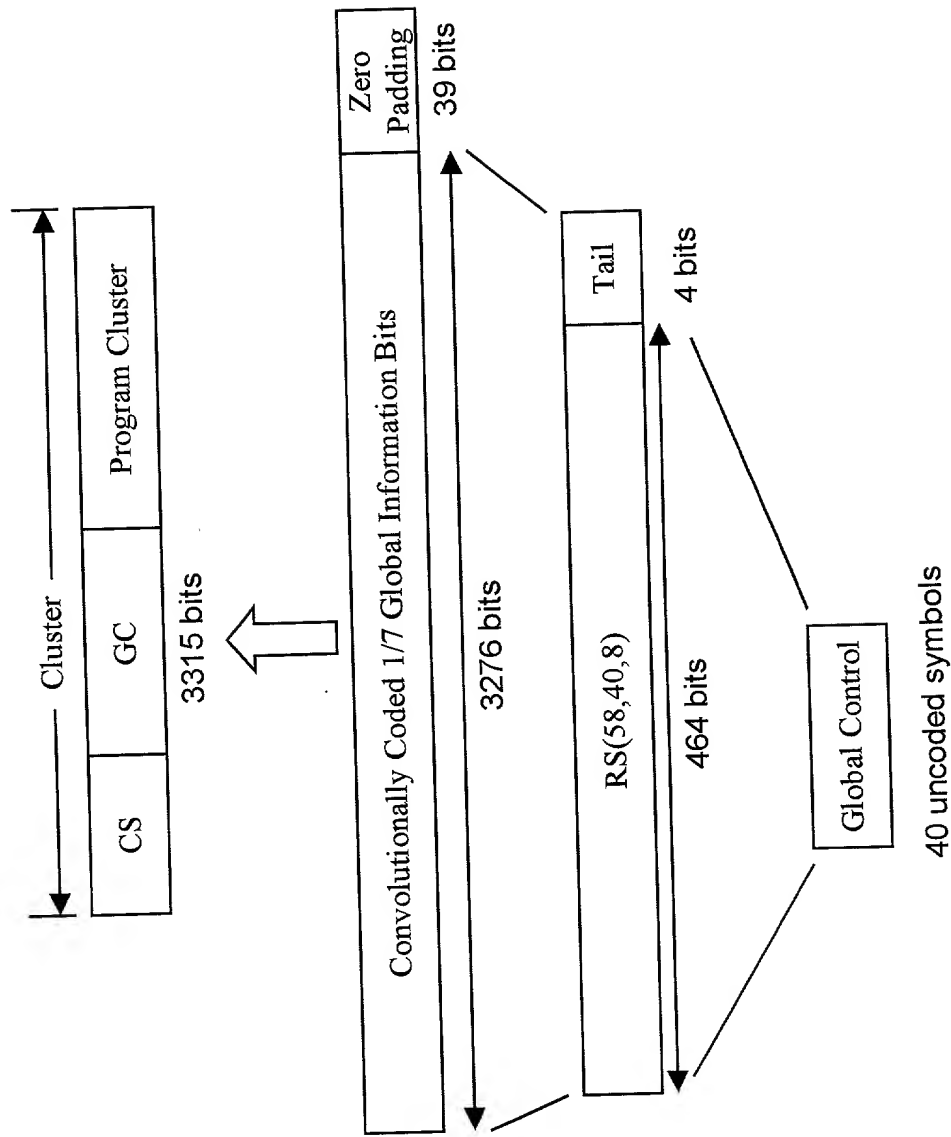 Cluster
CS
GC
Program Cluster
3315 bits
Convolutionally Coded 1/7 Global Information Bits
Zero
Padding
3276 bits
39 bits
RS(58,40,8)
Tail
464 bits
4 bits
Global Control
40 uncoded symbols